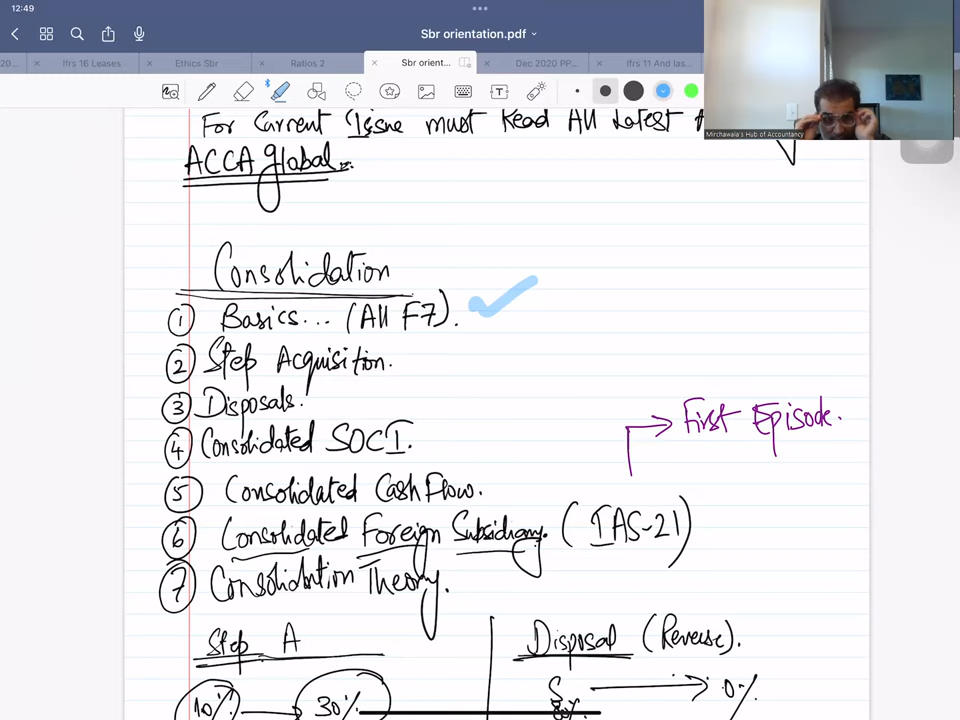 12:49
Sbr orientation.pdf
20...
Ifrs 16 Leases
Ethics Sbr
Ratios 2
Sbr orient...
Dec 2020 PP...
Ifrs 11 And Ias...
Mirchawala's Hub of Accountancy
For Current Issue must Read All Latest
ACCA global...
Consolidation
① Basics... (All F7).
② Step Acquisition.
③ Disposals.
④ Consolidated SOCI.
First Episode.
⑤ Consolidated Cash Flow.
⑥ Consolidated Foreign Subsidiary. (IAS-21)
⑦ Consolidation Theory.
Step A
Disposal (Reverse).
10% 30%
S 0%
80%